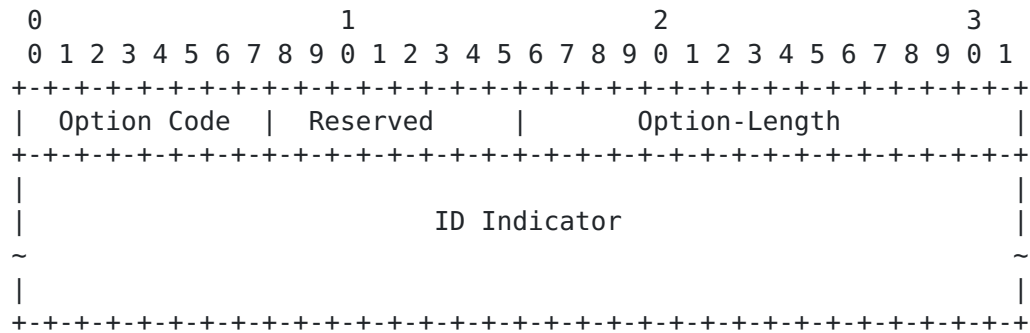 0                   1                   2                   3
 0 1 2 3 4 5 6 7 8 9 0 1 2 3 4 5 6 7 8 9 0 1 2 3 4 5 6 7 8 9 0 1
+-+-+-+-+-+-+-+-+-+-+-+-+-+-+-+-+-+-+-+-+-+-+-+-+-+-+-+-+-+-+-+-+
|  Option Code  |  Reserved     |       Option-Length           |
+-+-+-+-+-+-+-+-+-+-+-+-+-+-+-+-+-+-+-+-+-+-+-+-+-+-+-+-+-+-+-+-+
|                                                               |
|                          ID Indicator                         |
~                                                               ~
|                                                               |
+-+-+-+-+-+-+-+-+-+-+-+-+-+-+-+-+-+-+-+-+-+-+-+-+-+-+-+-+-+-+-+-+